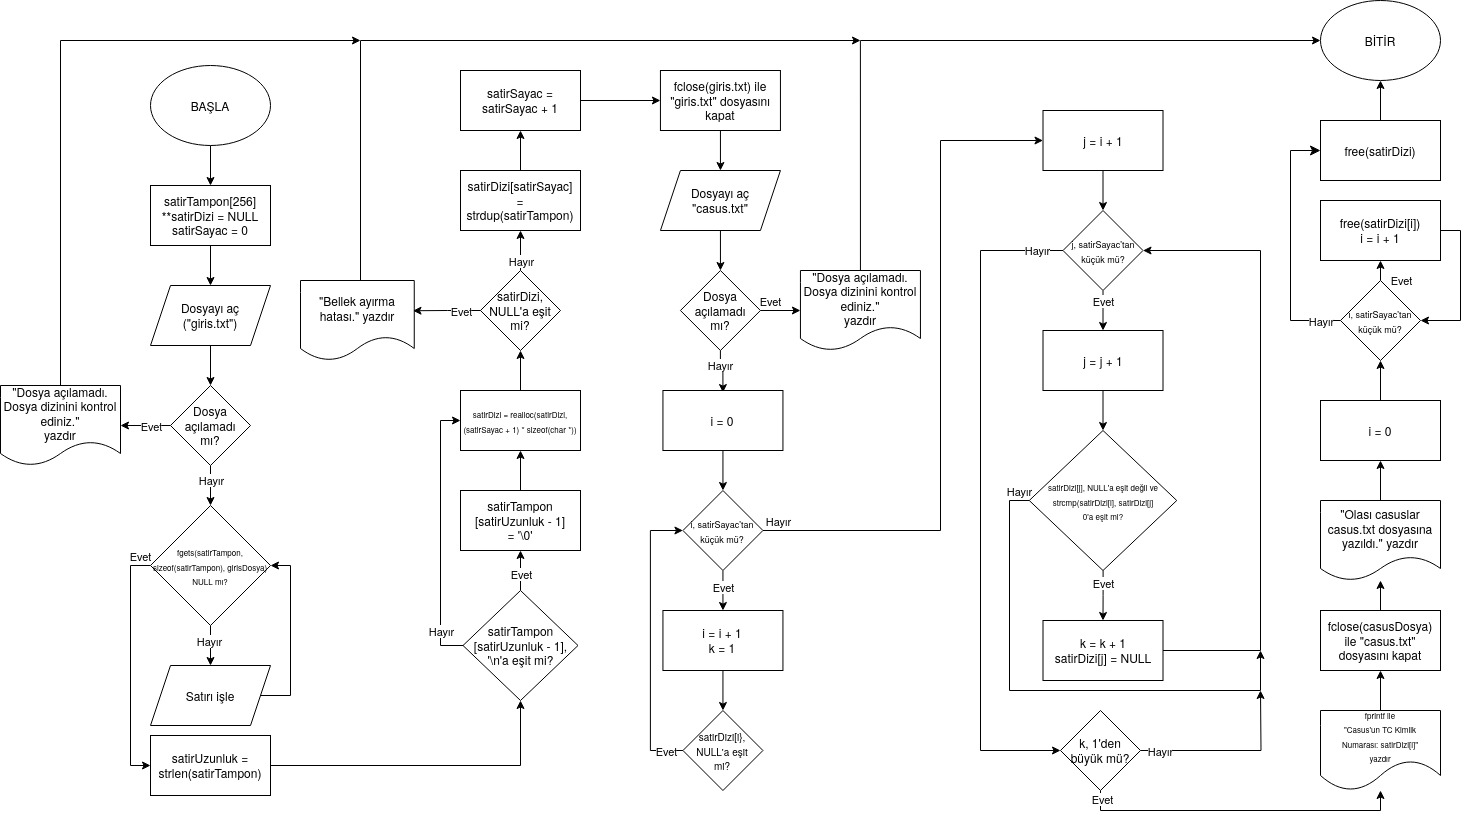 BAŞLA
satirTampon[256]
**satirDizi = NULL
satirSayac = 0
Dosyayı aç
("giris.txt")
Dosya
açılamadı
mı?
Evet
"Dosya açılamadı.
Dosya dizinini kontrol
ediniz."
yazdır
Hayır
fgets(satirTampon,
sizeof(satirTampon), girisDosya)
NULL mı?
Evet
Hayır
Satırı işle
satirUzunluk =
strlen(satirTampon)
satirTampon
[satirUzunluk - 1],
'\n'a eşit mi?
Hayır
Evet
satirTampon
[satirUzunluk - 1]
= '\0'
satirDizi = realloc(satirDizi,
(satirSayac + 1) * sizeof(char *))
satirDizi,
NULL'a eşit
mi?
Evet
"Bellek ayırma
hatası." yazdır
Hayır
satirDizi[satirSayac]
=
strdup(satirTampon)
satirSayac =
satirSayac + 1
fclose(giris.txt) ile
"giris.txt" dosyasını
kapat
Dosyayı aç
"casus.txt"
Dosya
açılamadı
mı?
Evet
"Dosya açılamadı.
Dosya dizinini kontrol
ediniz."
yazdır
Hayır
i = 0
i, satirSayac'tan
küçük mü?
Hayır
Evet
i = i + 1
k = 1
satirDizi[i},
NULL'a eşit
mi?
Evet
j = i + 1
j, satirSayac'tan
küçük mü?
Hayır
Evet
j = j + 1
satirDizi[j], NULL'a eşit değil ve
strcmp(satirDizi[i], satirDizi[j]
0'a eşit mi?
Hayır
Evet
k = k + 1
satirDizi[j] = NULL
k, 1'den
büyük mü?
Hayır
Evet
fprintf ile
"Casus'un TC Kimlik
Numarası: satirDizi[i]"
yazdır
fclose(casusDosya)
ile "casus.txt"
dosyasını kapat
"Olası casuslar
casus.txt dosyasına
yazıldı." yazdır
i = 0
i, satirSayac'tan
küçük mü?
Hayır
Evet
free(satirDizi[i])
i = i + 1
free(satirDizi)
BİTİR